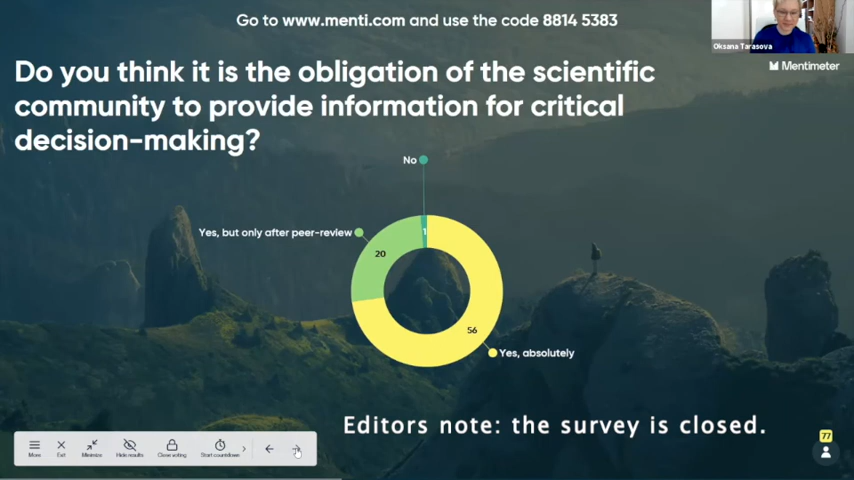 Go to www.menti.com and use the code 8814 5383
Oksana Tarasova
Mentimeter
Do you think it is the obligation of the scientific
community to provide information for critical
decision-making?
No
1
Yes, but only after peer-review
20
56
Yes, absolutely
Editors note: the survey is closed.
More
Exit
Minimize
Hide results
Close voting
Start countdown
77